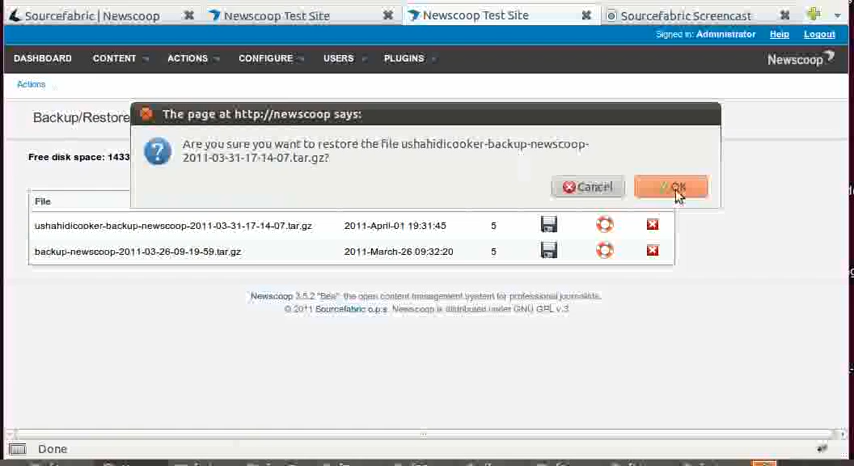 Sourcefabric | Newscoop
Newscoop Test Site
Newscoop Test Site
Sourcefabric Screencast
Signed in: Administrator Help Logout
DASHBOARD CONTENT ACTIONS CONFIGURE USERS PLUGINS Newscoop
Actions
Backup/Restore
The page at http://newscoop says:
Are you sure you want to restore the file ushahidicooker-backup-newscoop-
2011-03-31-17-14-07.tar.gz?
Free disk space: 1433
Cancel OK
File
ushahidicooker-backup-newscoop-2011-03-31-17-14-07.tar.gz 2011-April-01 19:31:45 5
backup-newscoop-2011-03-26-09-19-59.tar.gz 2011-March-26 09:32:20 5
Newscoop 3.5.2 "Béla", the open content management system for professional journalists.
© 2011 Sourcefabric o.p.s. Newscoop is distributed under GNU GPL v.3
Done